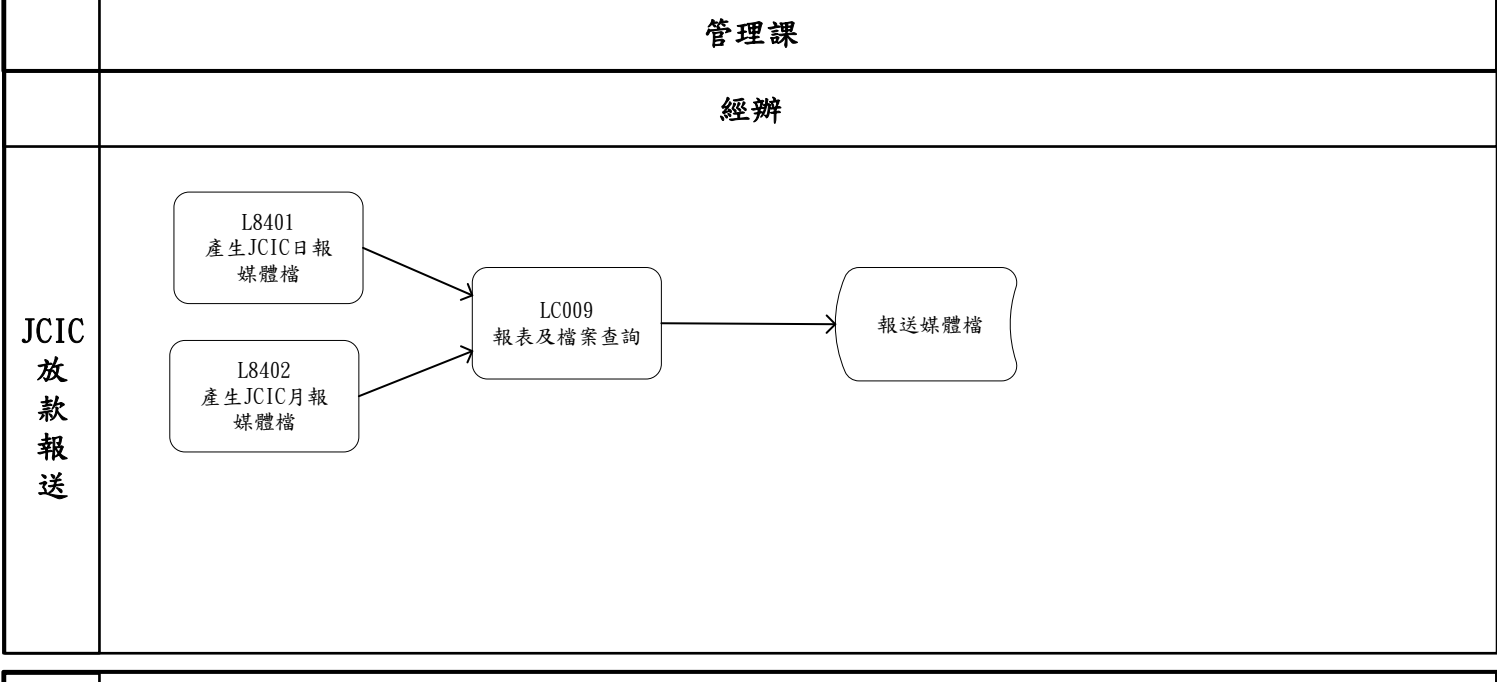 管理課
經辦
JCIC
放
款
報
送
L8401
產生JCIC日報
媒體檔
L8402
產生JCIC月報
媒體檔
LC009
報表及檔案查詢
報送媒體檔